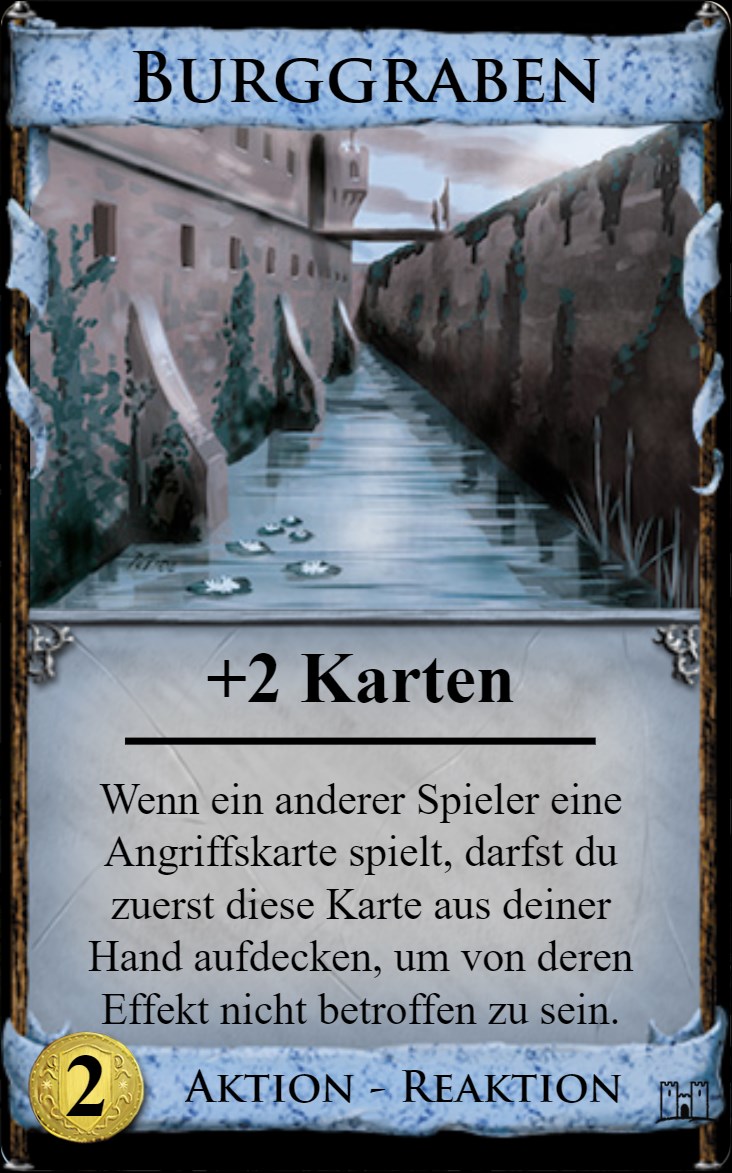 Burggraben
+2 Karten
Wenn ein anderer Spieler eine
Angriffskarte spielt, darfst du
zuerst diese Karte aus deiner
Hand aufdecken, um von deren
Effekt nicht betroffen zu sein.
2 Aktion - Reaktion